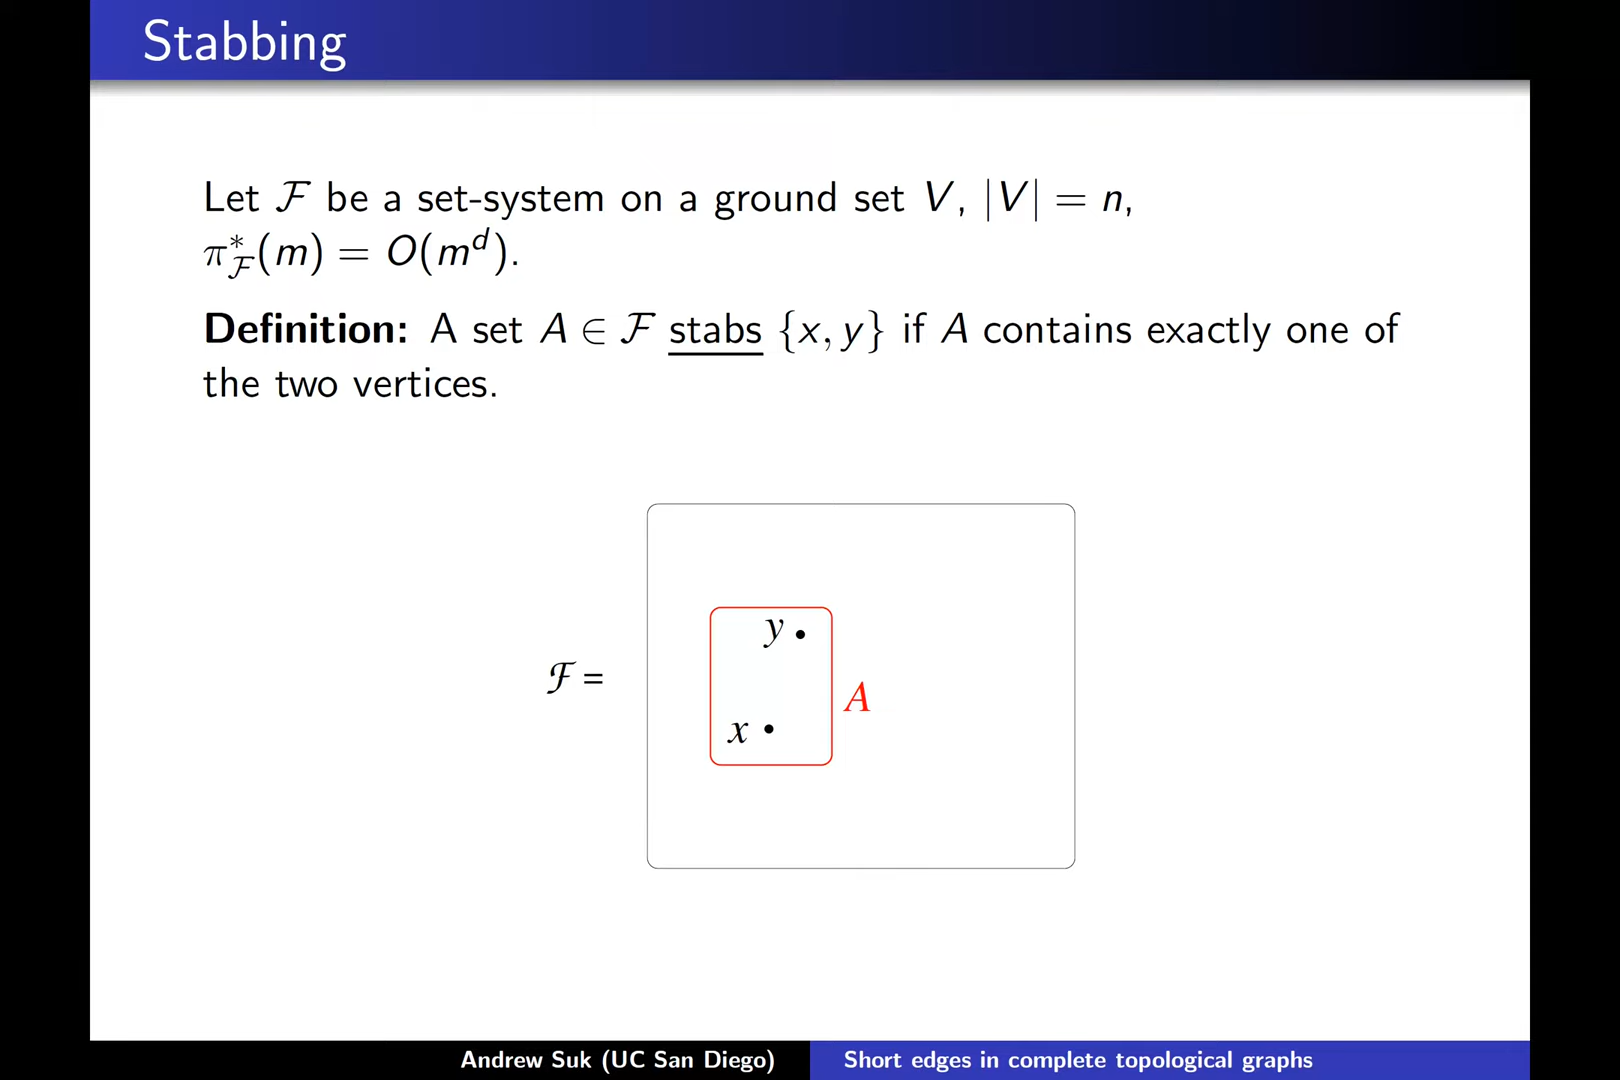 Stabbing
Let ℱ be a set-system on a ground set V, |V| = n,
π*_ℱ(m) = O(m^d).
Definition: A set A ∈ ℱ stabs {x, y} if A contains exactly one of
the two vertices.
y
ℱ =
A
x
Andrew Suk (UC San Diego)
Short edges in complete topological graphs